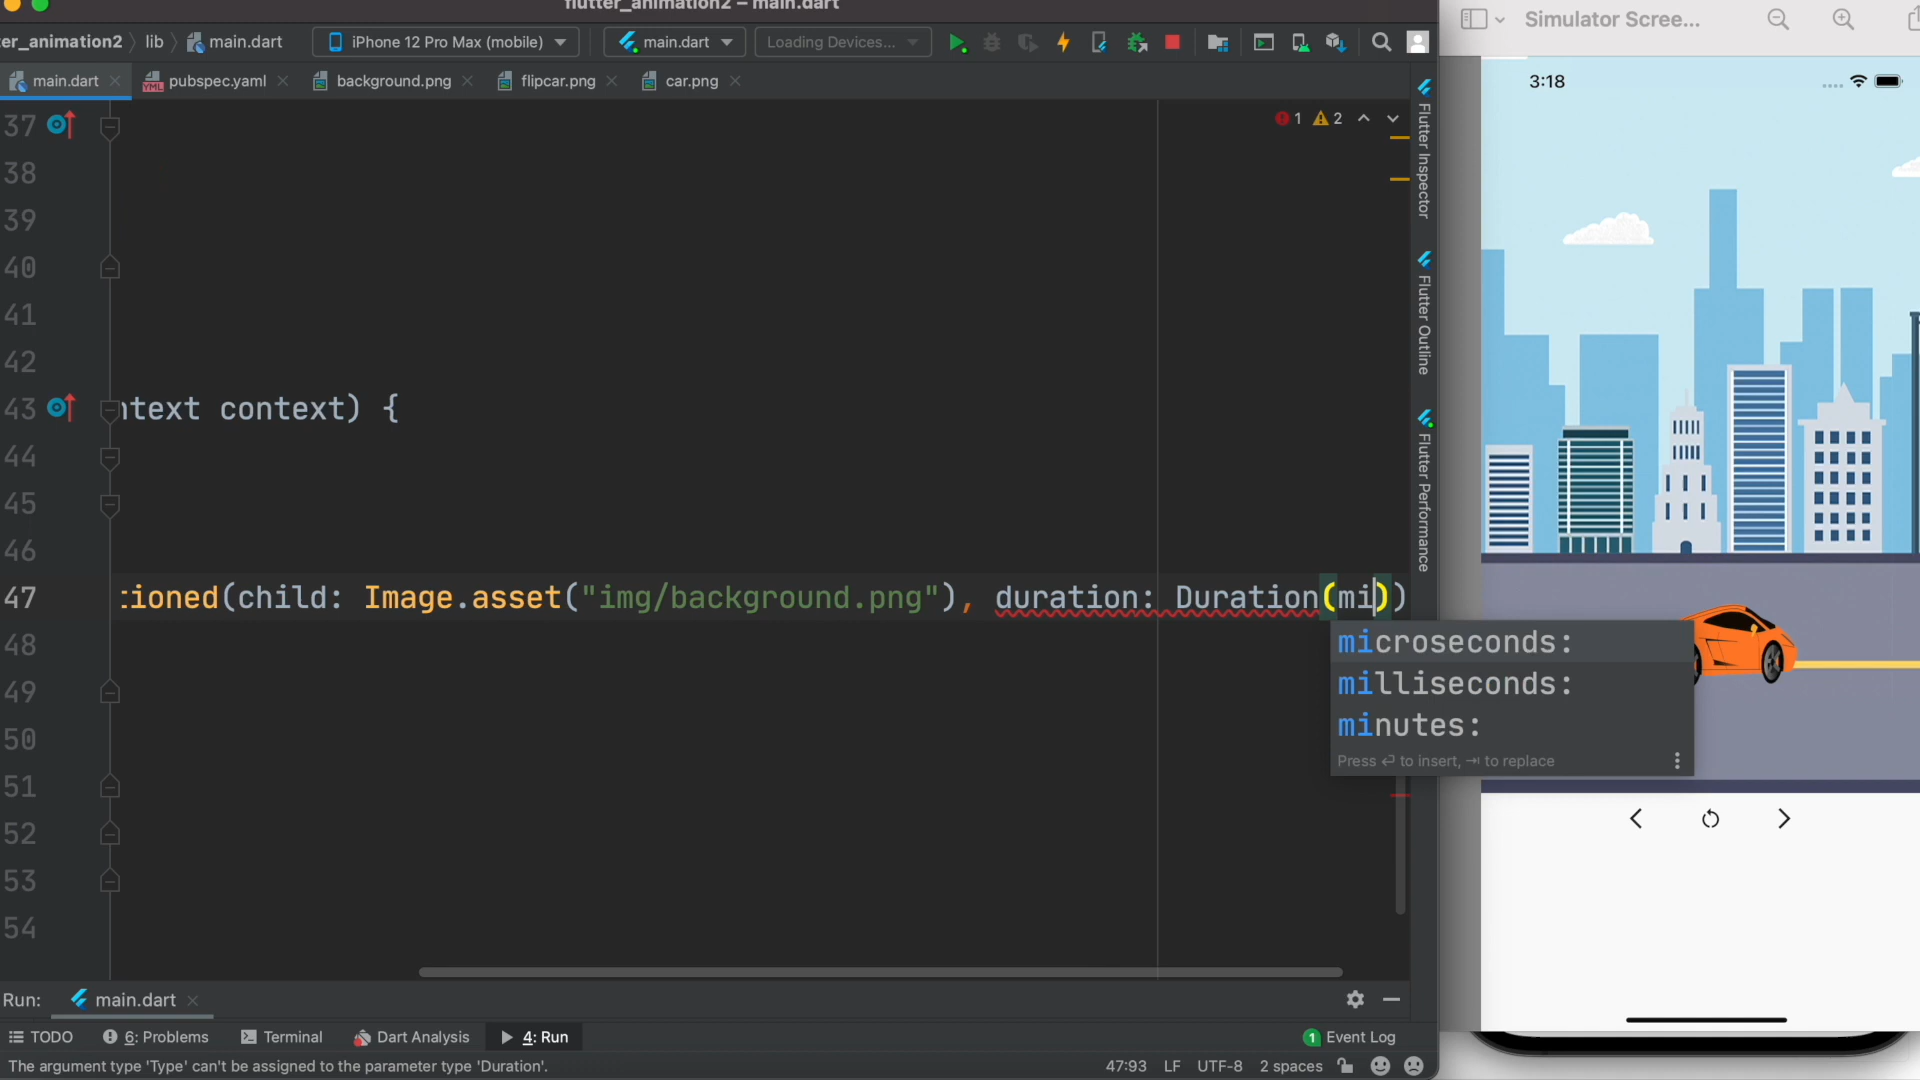 flutter_animation2 – main.dart
er_animation2 lib main.dart iPhone 12 Pro Max (mobile) main.dart Loading Devices...
main.dart pubspec.yaml background.png flipcar.png car.png
1 2
37
38
39
40
41
42
43 ntext context) {
44
45
46
47 tioned(child: Image.asset("img/background.png"), duration: Duration(mi))
48
49
50
51
52
53
54
microseconds:
milliseconds:
minutes:
Press ⏎ to insert, ⇥ to replace
Flutter Inspector
Flutter Outline
Flutter Performance
Run: main.dart
TODO 6: Problems Terminal Dart Analysis 4: Run 1 Event Log
The argument type 'Type' can't be assigned to the parameter type 'Duration'. 47:93 LF UTF-8 2 spaces
Simulator Scree...
3:18